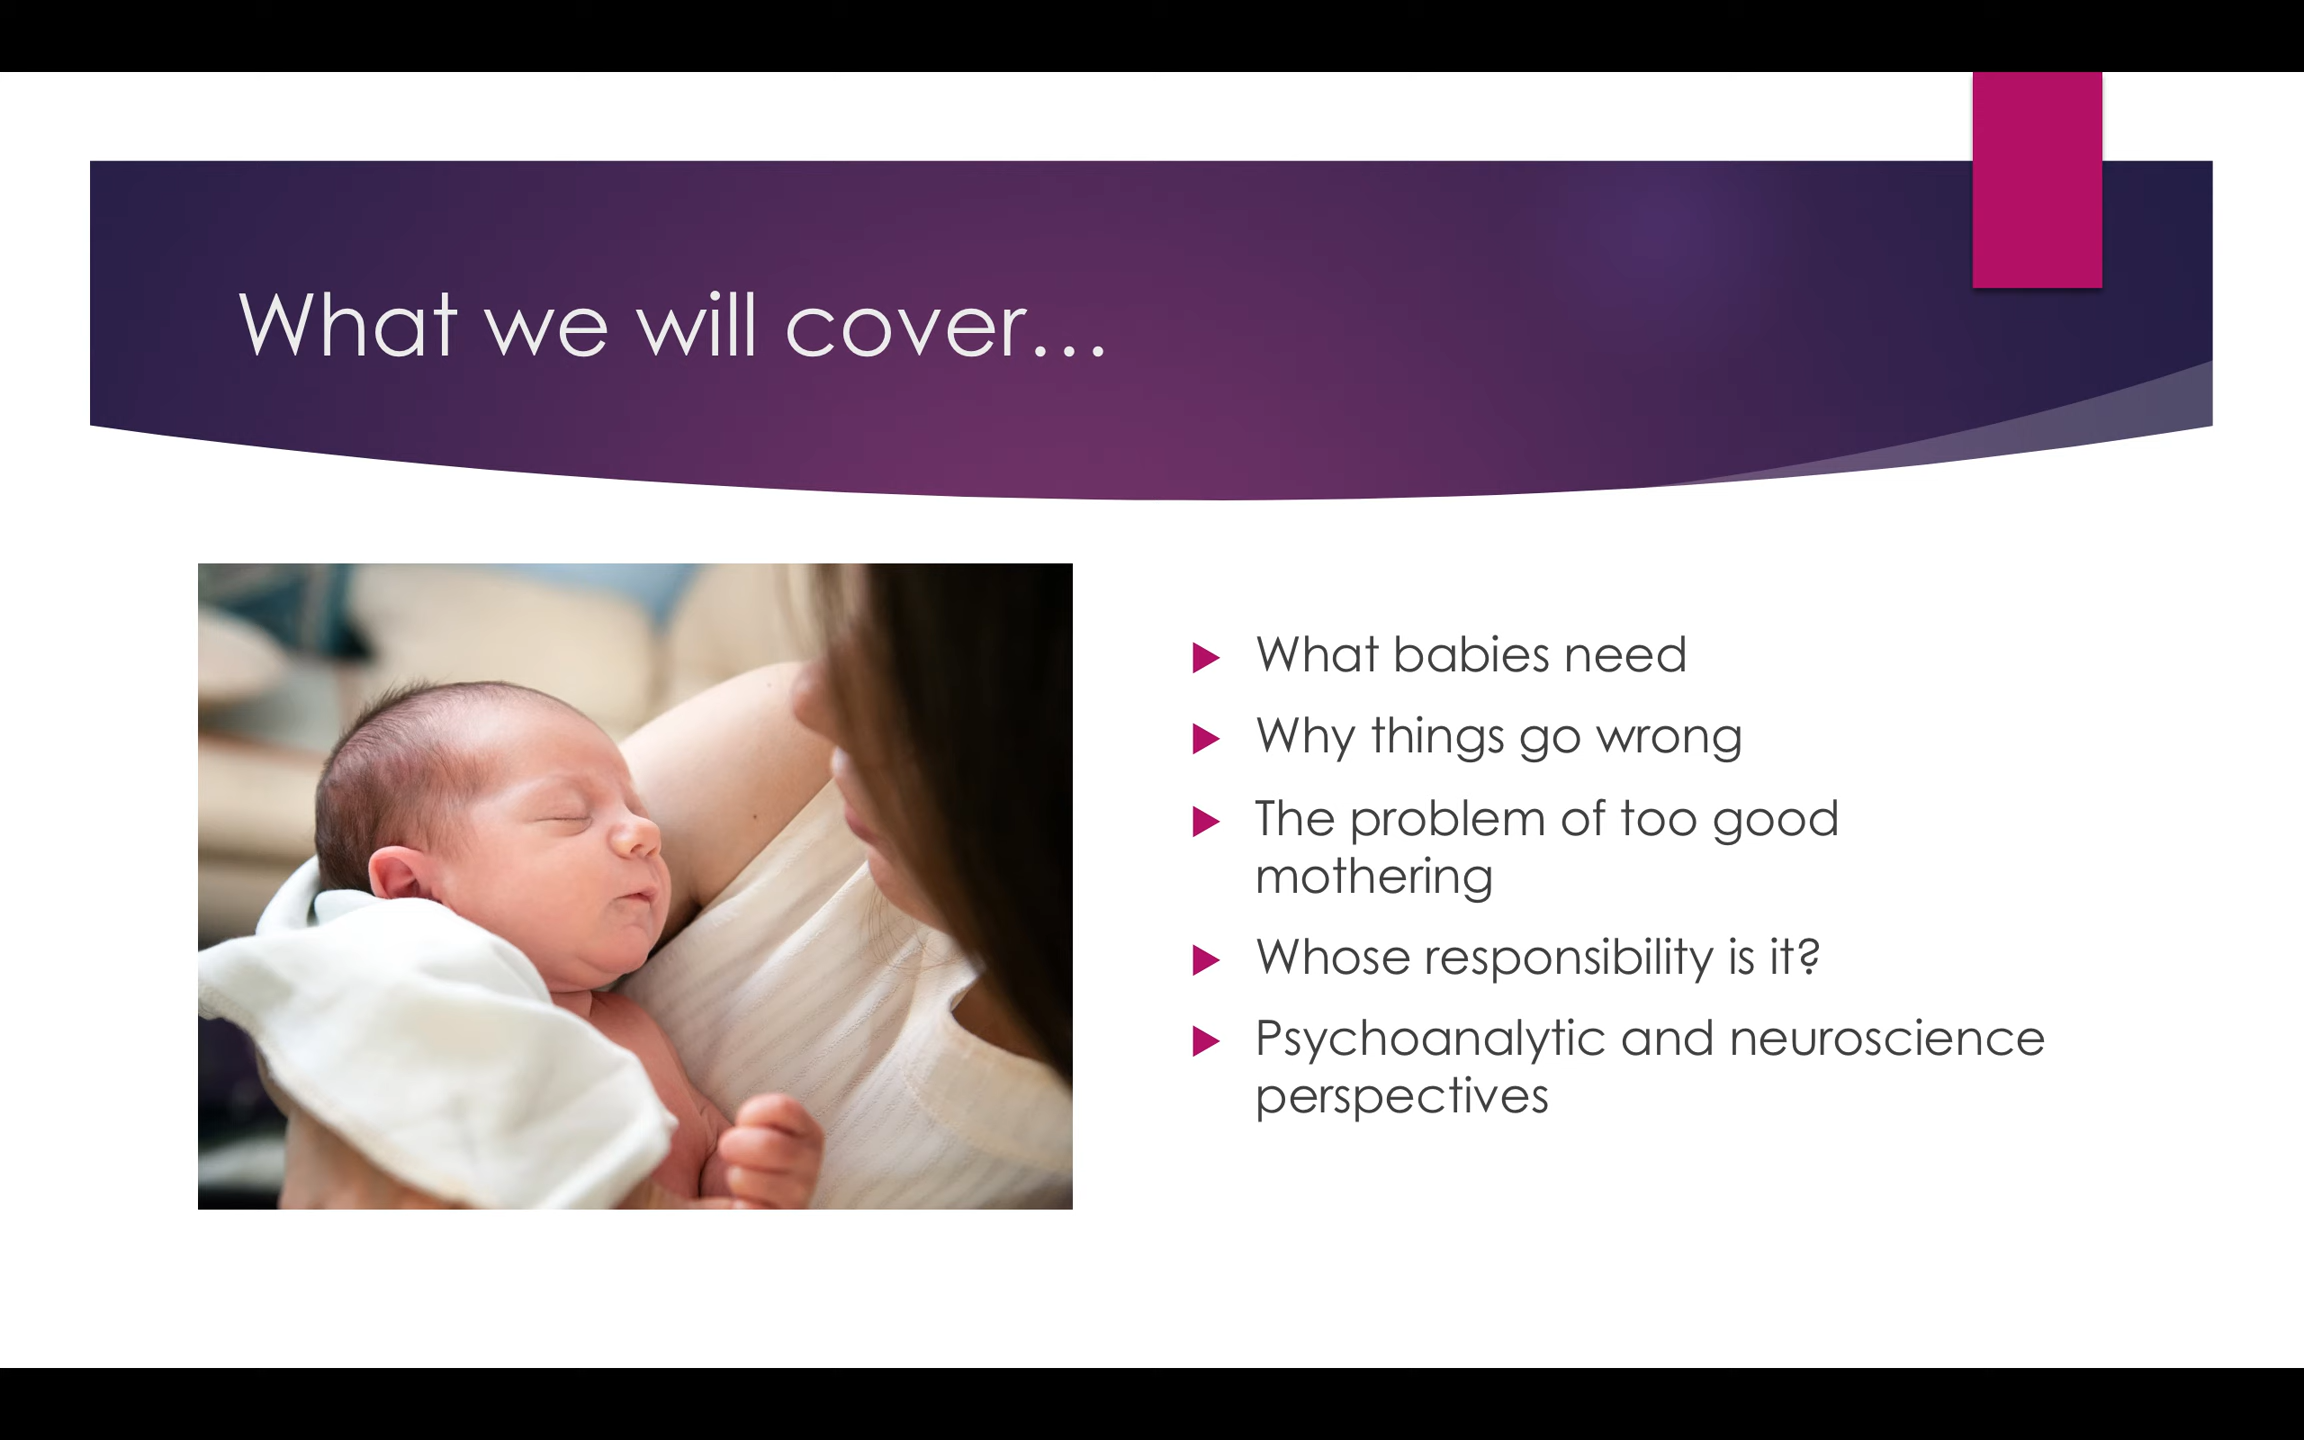 What we will cover…
What babies need
Why things go wrong
The problem of too good
mothering
Whose responsibility is it?
Psychoanalytic and neuroscience
perspectives